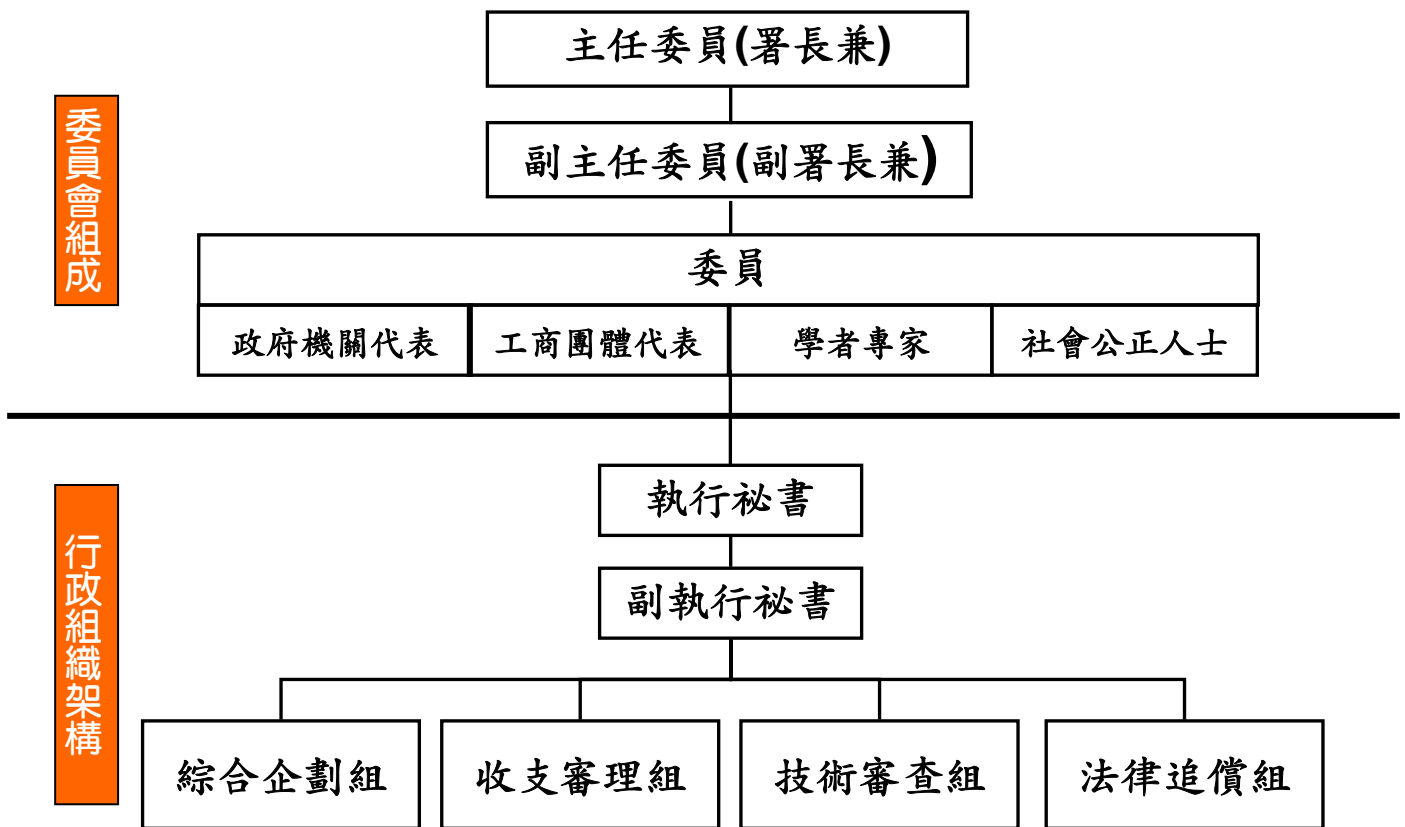 主任委員(署長兼)
委員會組成
副主任委員(副署長兼)
委員
政府機關代表
工商團體代表
學者專家
社會公正人士
執行祕書
行政組織架構
副執行祕書
綜合企劃組
收支審理組
技術審查組
法律追償組